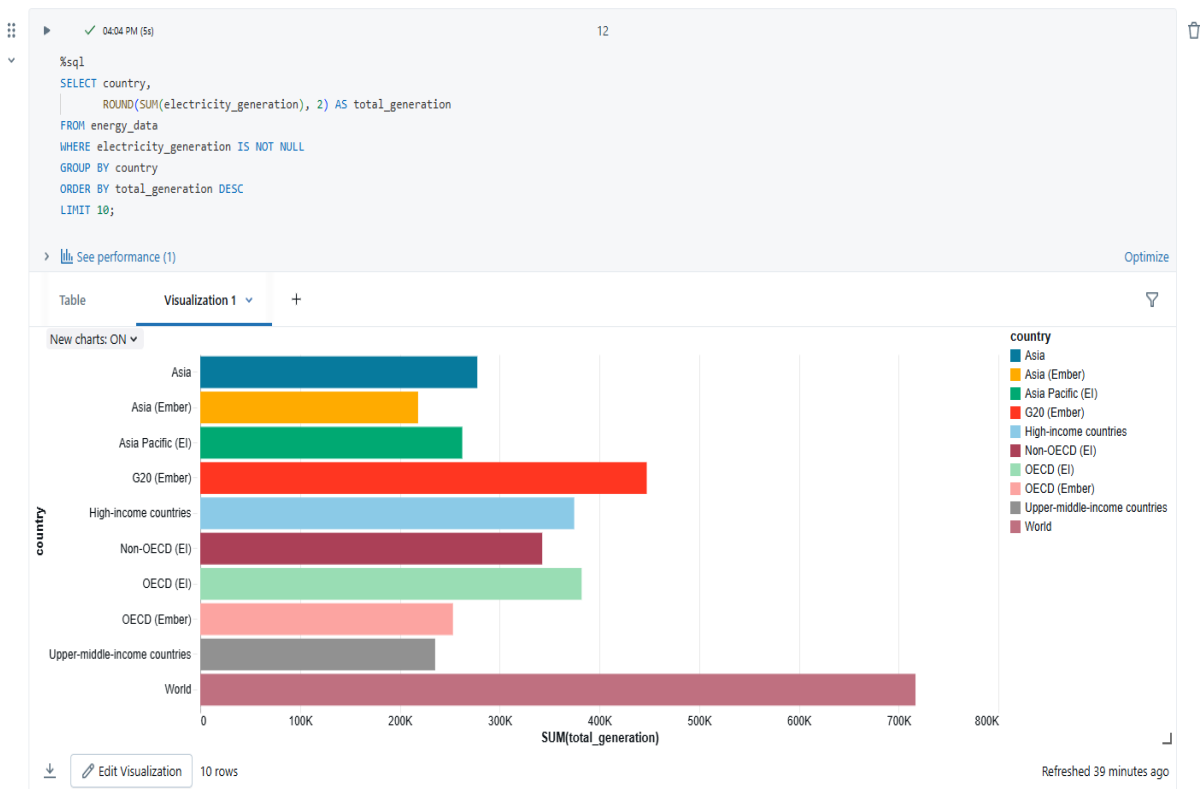 04:04 PM (5s)
12
%sql
SELECT country,
ROUND(SUM(electricity_generation), 2) AS total_generation
FROM energy_data
WHERE electricity_generation IS NOT NULL
GROUP BY country
ORDER BY total_generation DESC
LIMIT 10;
See performance (1)
Optimize
Table
Visualization 1
+
New charts: ON
country
Asia
Asia (Ember)
Asia Pacific (EI)
G20 (Ember)
High-income countries
Non-OECD (EI)
OECD (EI)
OECD (Ember)
Upper-middle-income countries
World
0 100K 200K 300K 400K 500K 600K 700K 800K
SUM(total_generation)
country
Asia
Asia (Ember)
Asia Pacific (EI)
G20 (Ember)
High-income countries
Non-OECD (EI)
OECD (EI)
OECD (Ember)
Upper-middle-income countries
World
Edit Visualization
10 rows
Refreshed 39 minutes ago